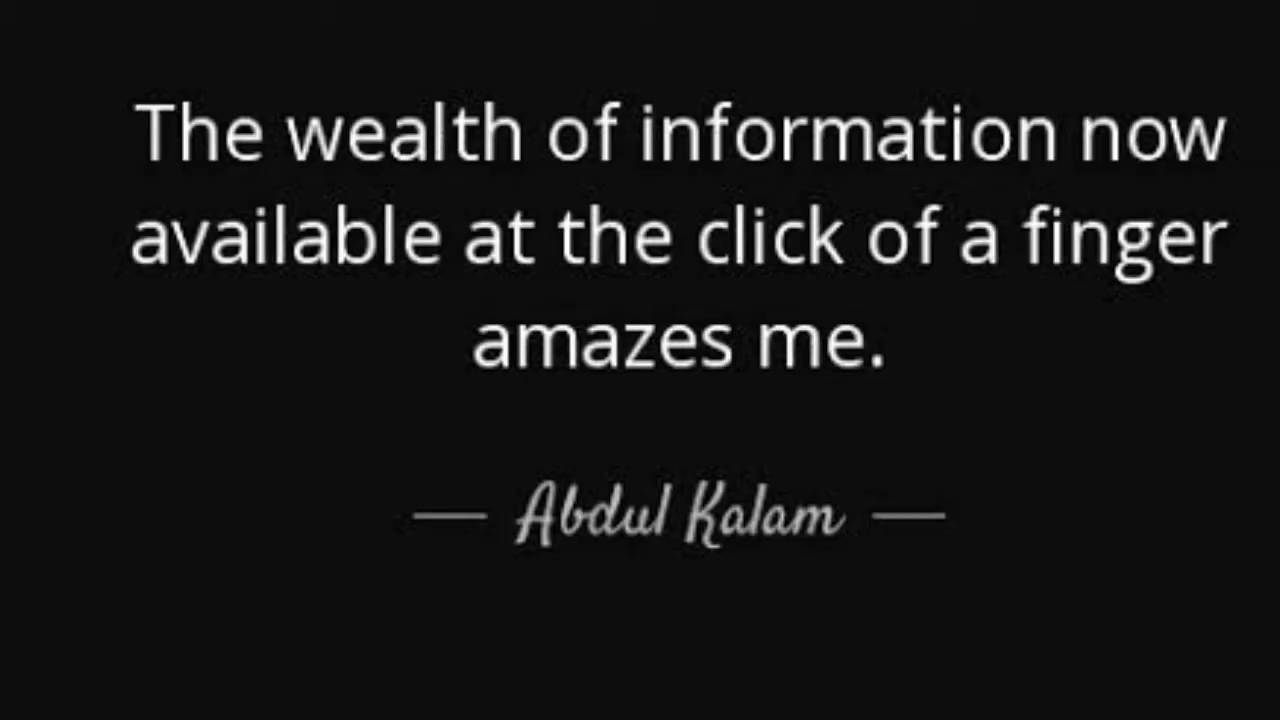 The wealth of information now
available at the click of a finger
amazes me.
— Abdul Kalam —